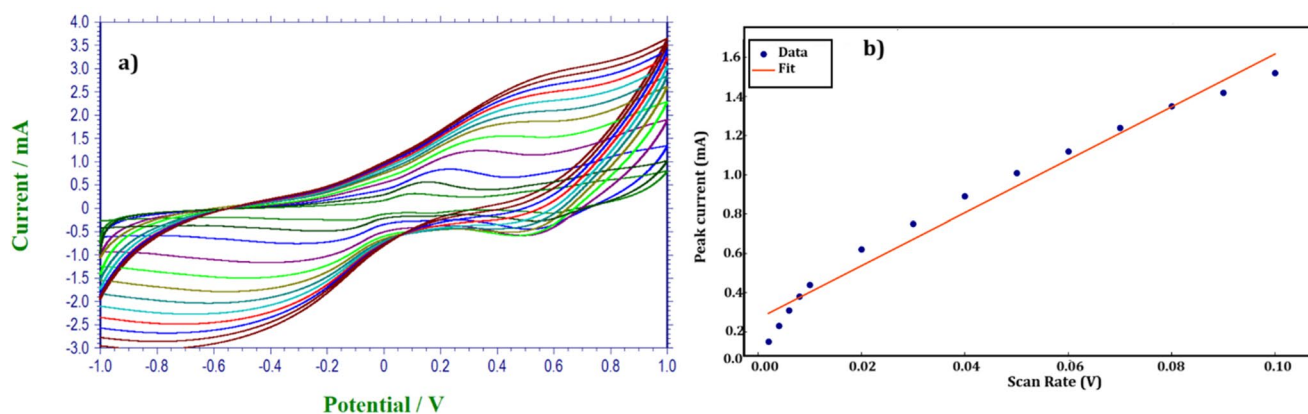 a)
Current / mA
4.0
3.5
3.0
2.5
2.0
1.5
1.0
0.5
0
-0.5
-1.0
-1.5
-2.0
-2.5
-3.0
-1.0 -0.8 -0.6 -0.4 -0.2 0 0.2 0.4 0.6 0.8 1.0
Potential / V
b)
Data
Fit
Peak current (mA)
1.6
1.4
1.2
1.0
0.8
0.6
0.4
0.2
0.0
0.00 0.02 0.04 0.06 0.08 0.10
Scan Rate (V)